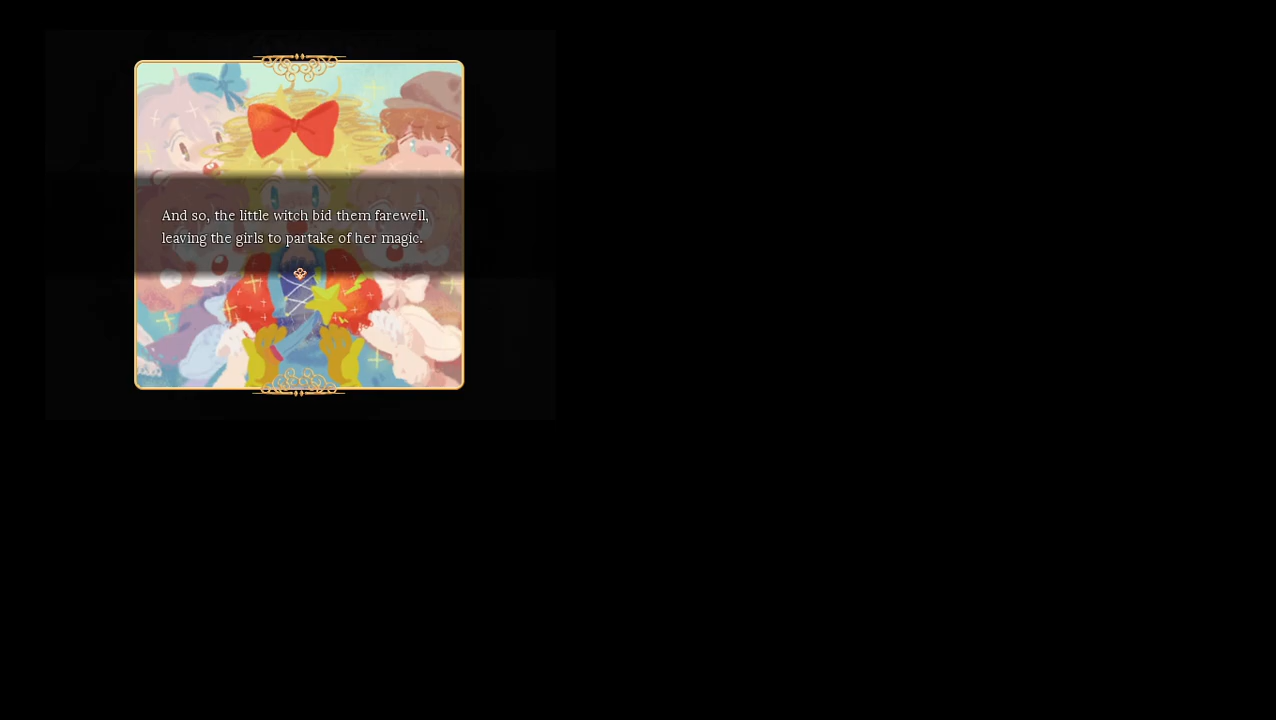 And so, the little witch bid them farewell,
leaving the girls to partake of her magic.